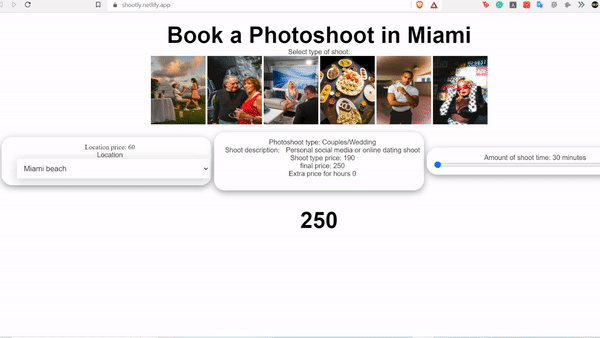 shootly.netlify.app
Book a Photoshoot in Miami
Select type of shoot:
Location price: 60
Location
Miami beach
Photoshoot type: Couples/Wedding
Shoot description: Personal social media or online dating shoot
Shoot type price: 190
final price: 250
Extra price for hours 0
Amount of shoot time: 30 minutes
250